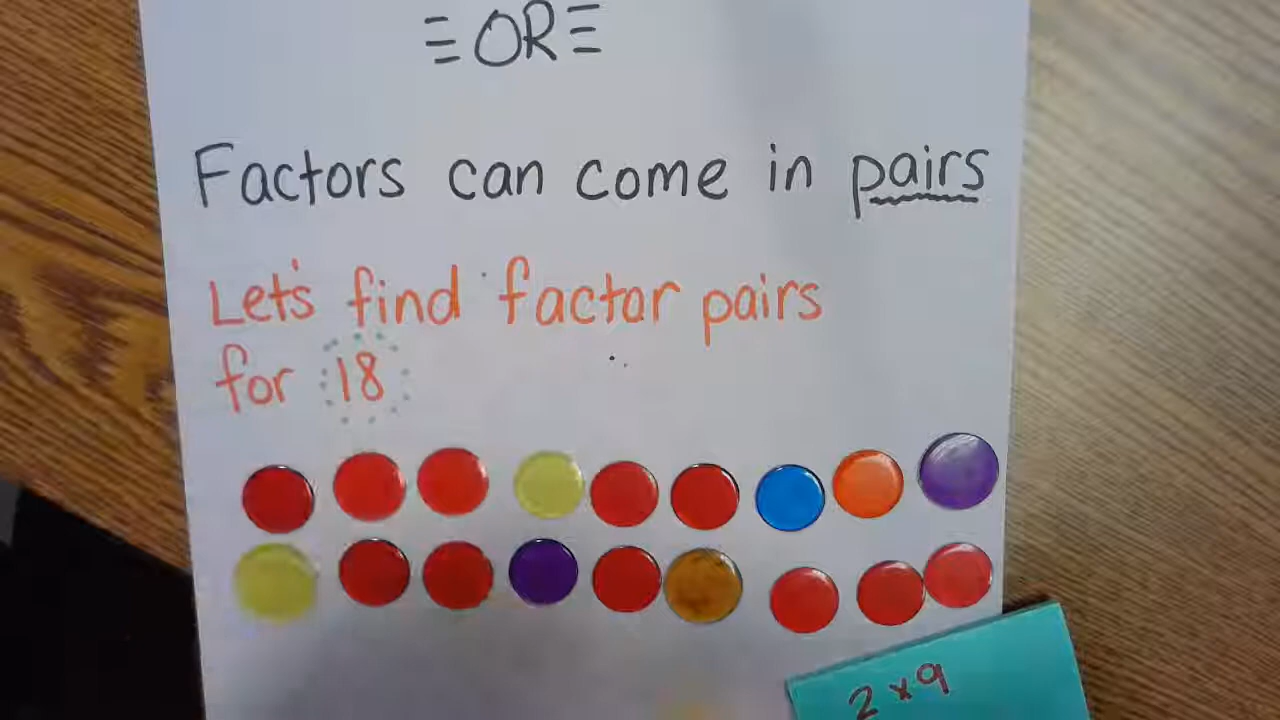 OR
Factors can come in pairs
Let's find factor pairs
for 18
2 x 9